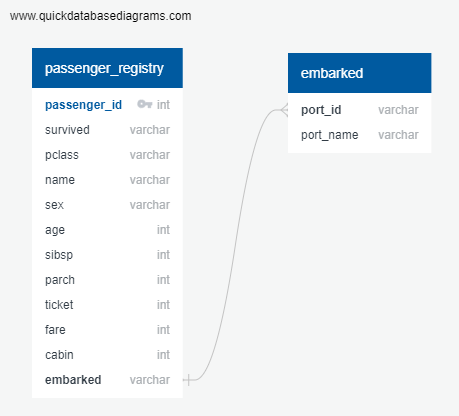 www.quickdatabasediagrams.com
passenger_registry
passenger_id int
survived varchar
pclass varchar
name varchar
sex varchar
age int
sibsp int
parch int
ticket int
fare int
cabin int
embarked varchar
embarked
port_id varchar
port_name varchar